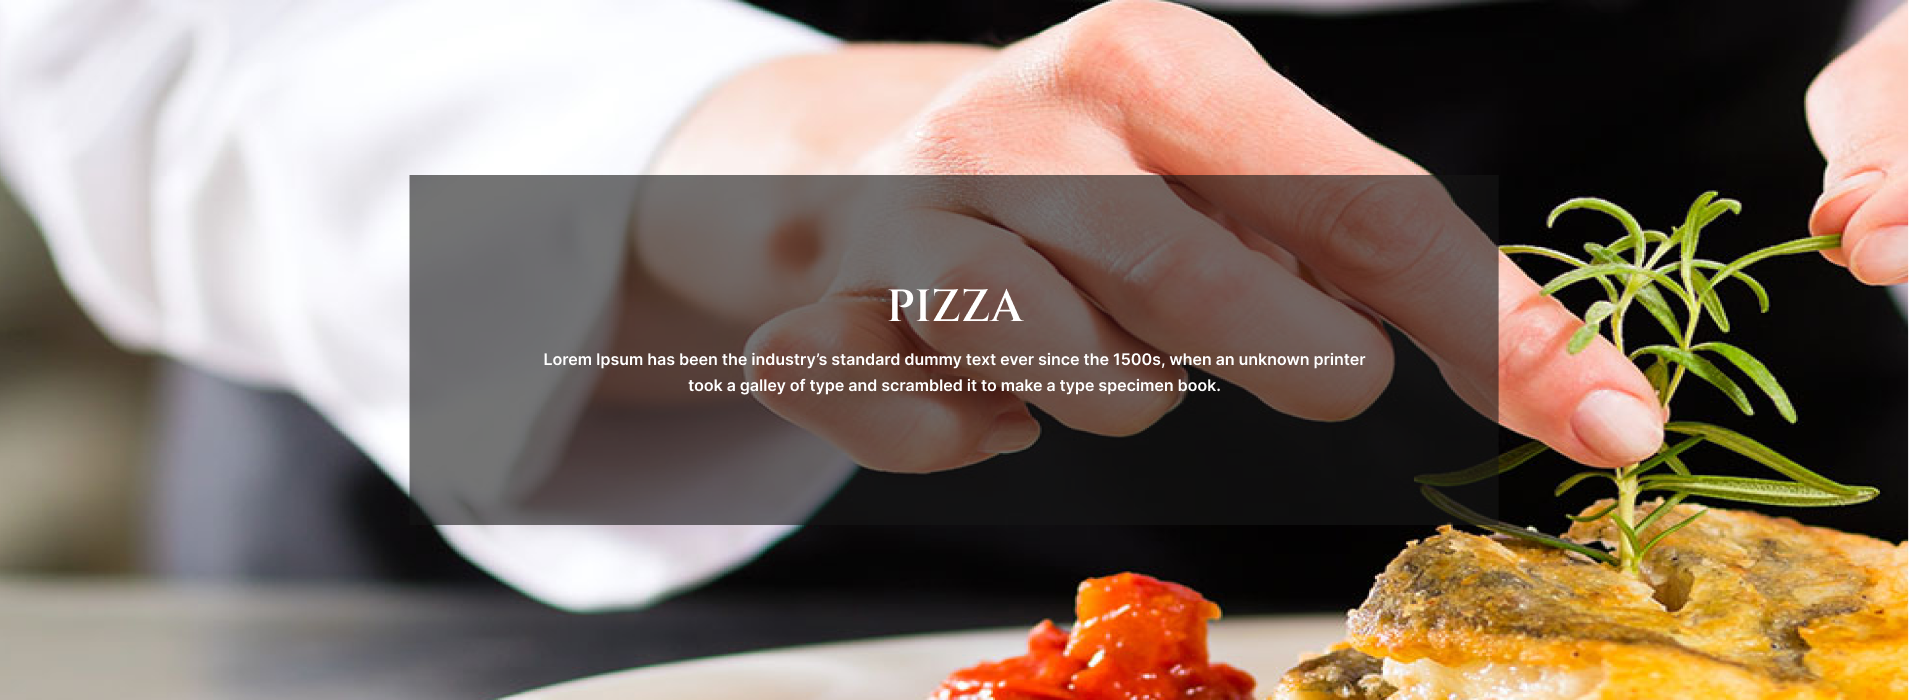 PIZZA
Lorem Ipsum has been the industry’s standard dummy text ever since the 1500s, when an unknown printer
took a galley of type and scrambled it to make a type specimen book.